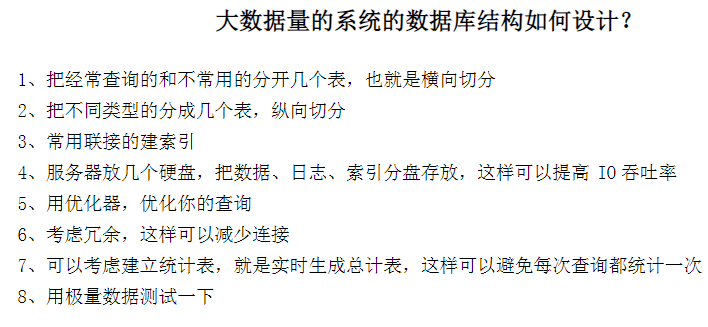 大数据量的系统的数据库结构如何设计？
1、把经常查询的和不常用的分开几个表，也就是横向切分
2、把不同类型的分成几个表，纵向切分
3、常用联接的建索引
4、服务器放几个硬盘，把数据、日志、索引分盘存放，这样可以提高 IO 吞吐率
5、用优化器，优化你的查询
6、考虑冗余，这样可以减少连接
7、可以考虑建立统计表，就是实时生成总计表，这样可以避免每次查询都统计一次
8、用极量数据测试一下